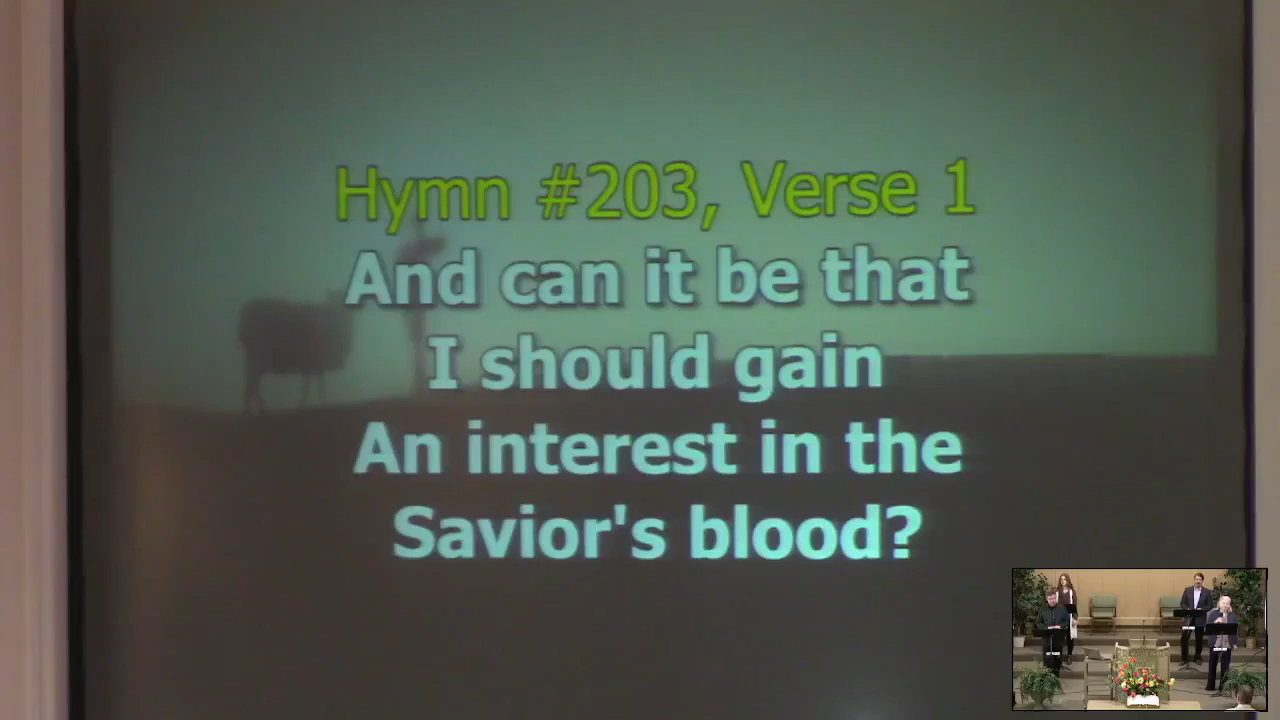 Hymn #203, Verse 1
And can it be that
I should gain
An interest in the
Savior's blood?